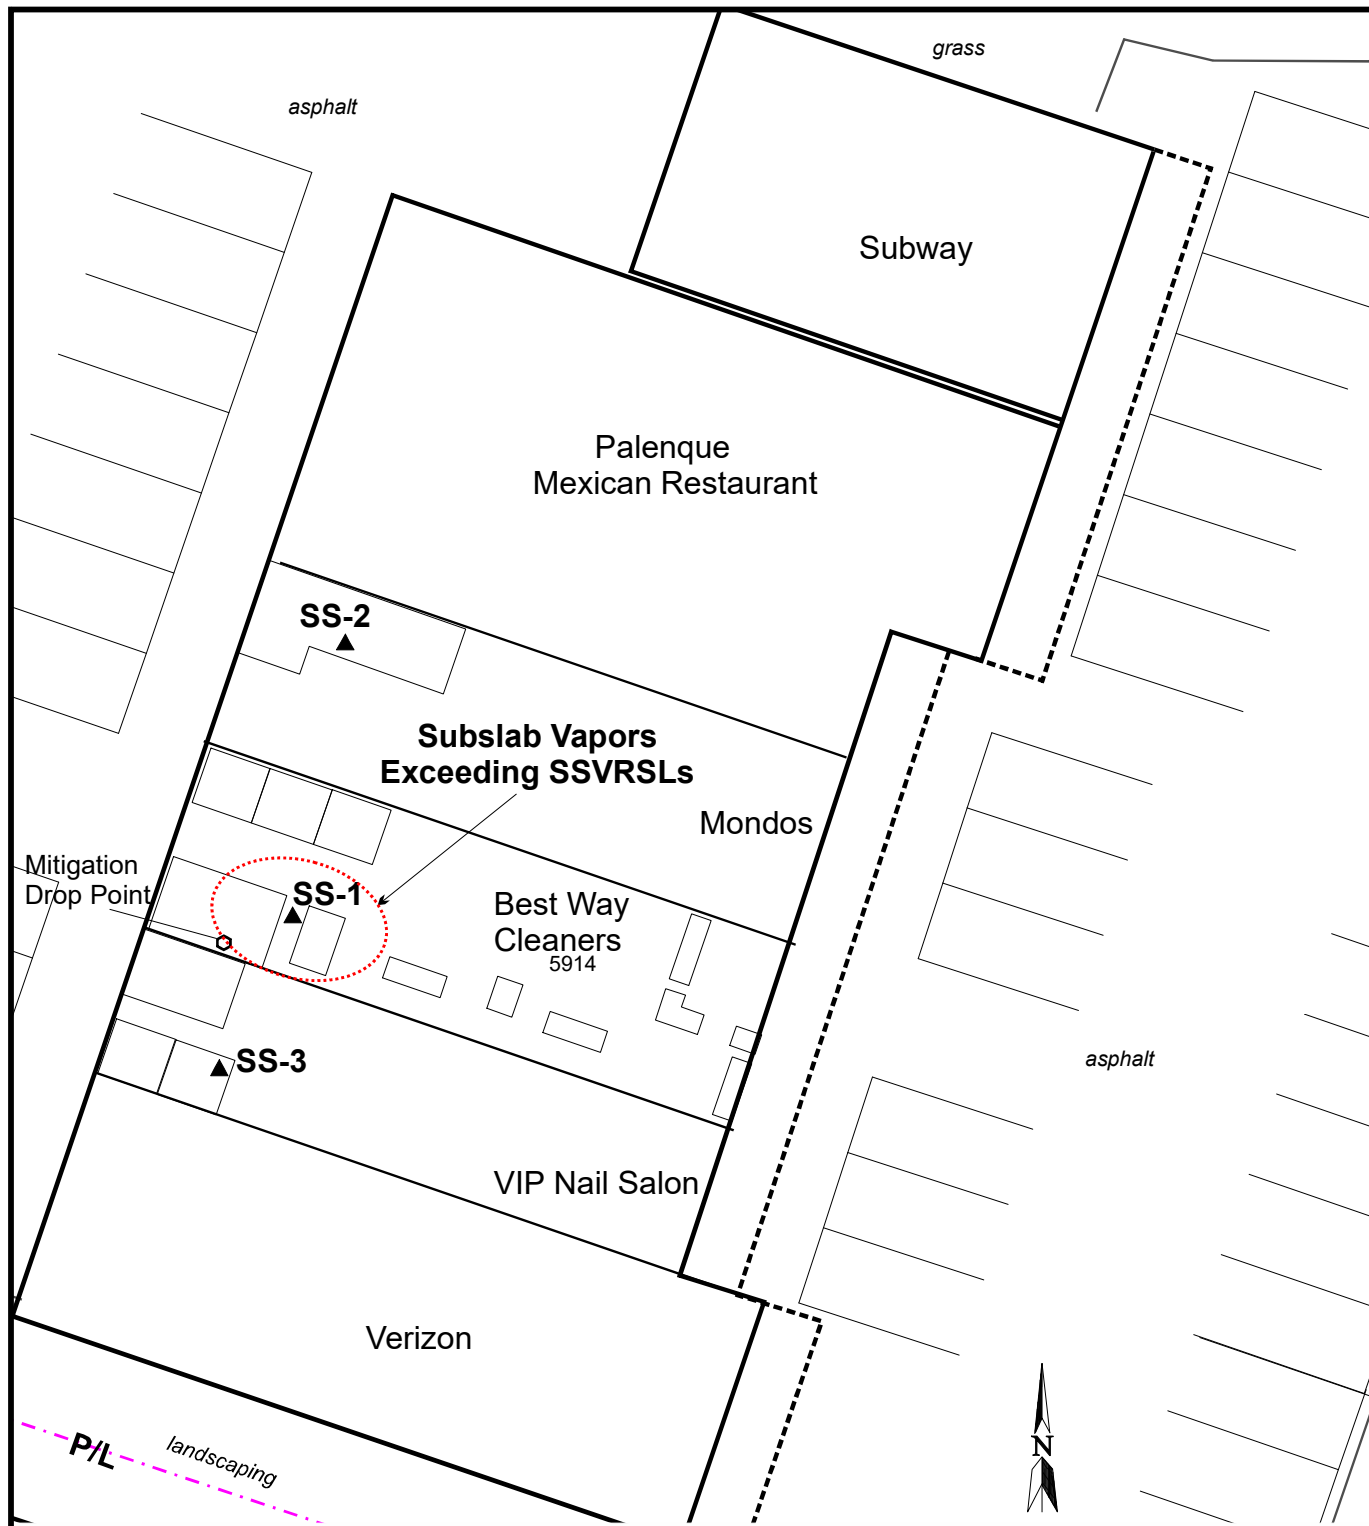 grass
asphalt
Subway
Palenque
Mexican Restaurant
SS-2
Subslab Vapors
Exceeding SSVRSLs
Mondos
Mitigation
Drop Point
SS-1
Best Way
Cleaners
5914
SS-3
asphalt
VIP Nail Salon
Verizon
N
P/L
landscaping